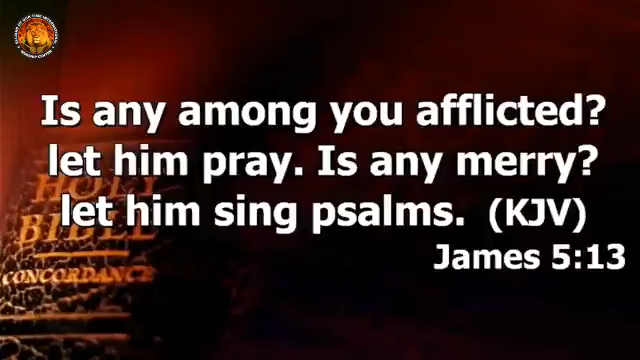 Is any among you afflicted?
let him pray. Is any merry?
let him sing psalms. (KJV)
James 5:13
HOLY
BIBLE
CONCORDANCE